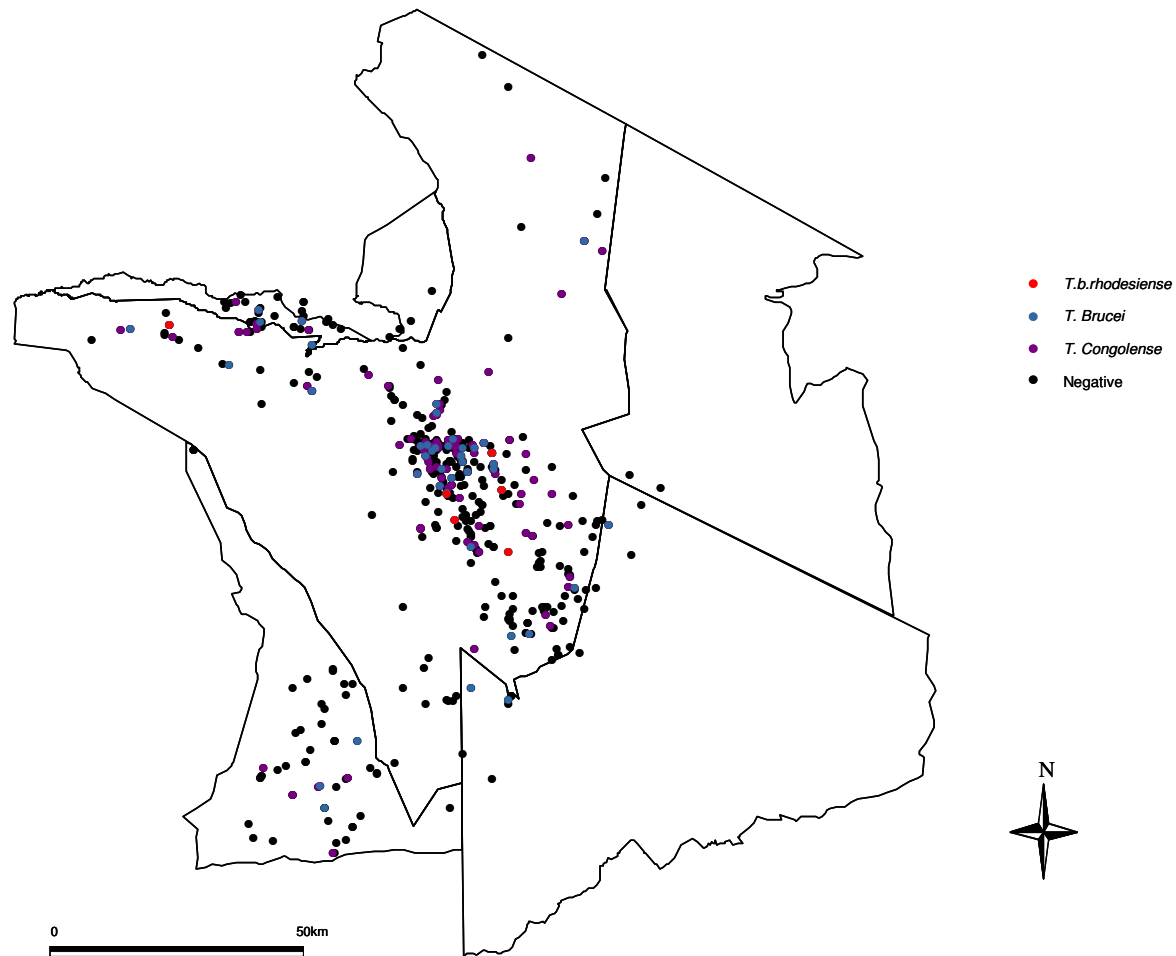 T.b.rhodesiense
T. Brucei
T. Congolense
Negative
N
0 50km